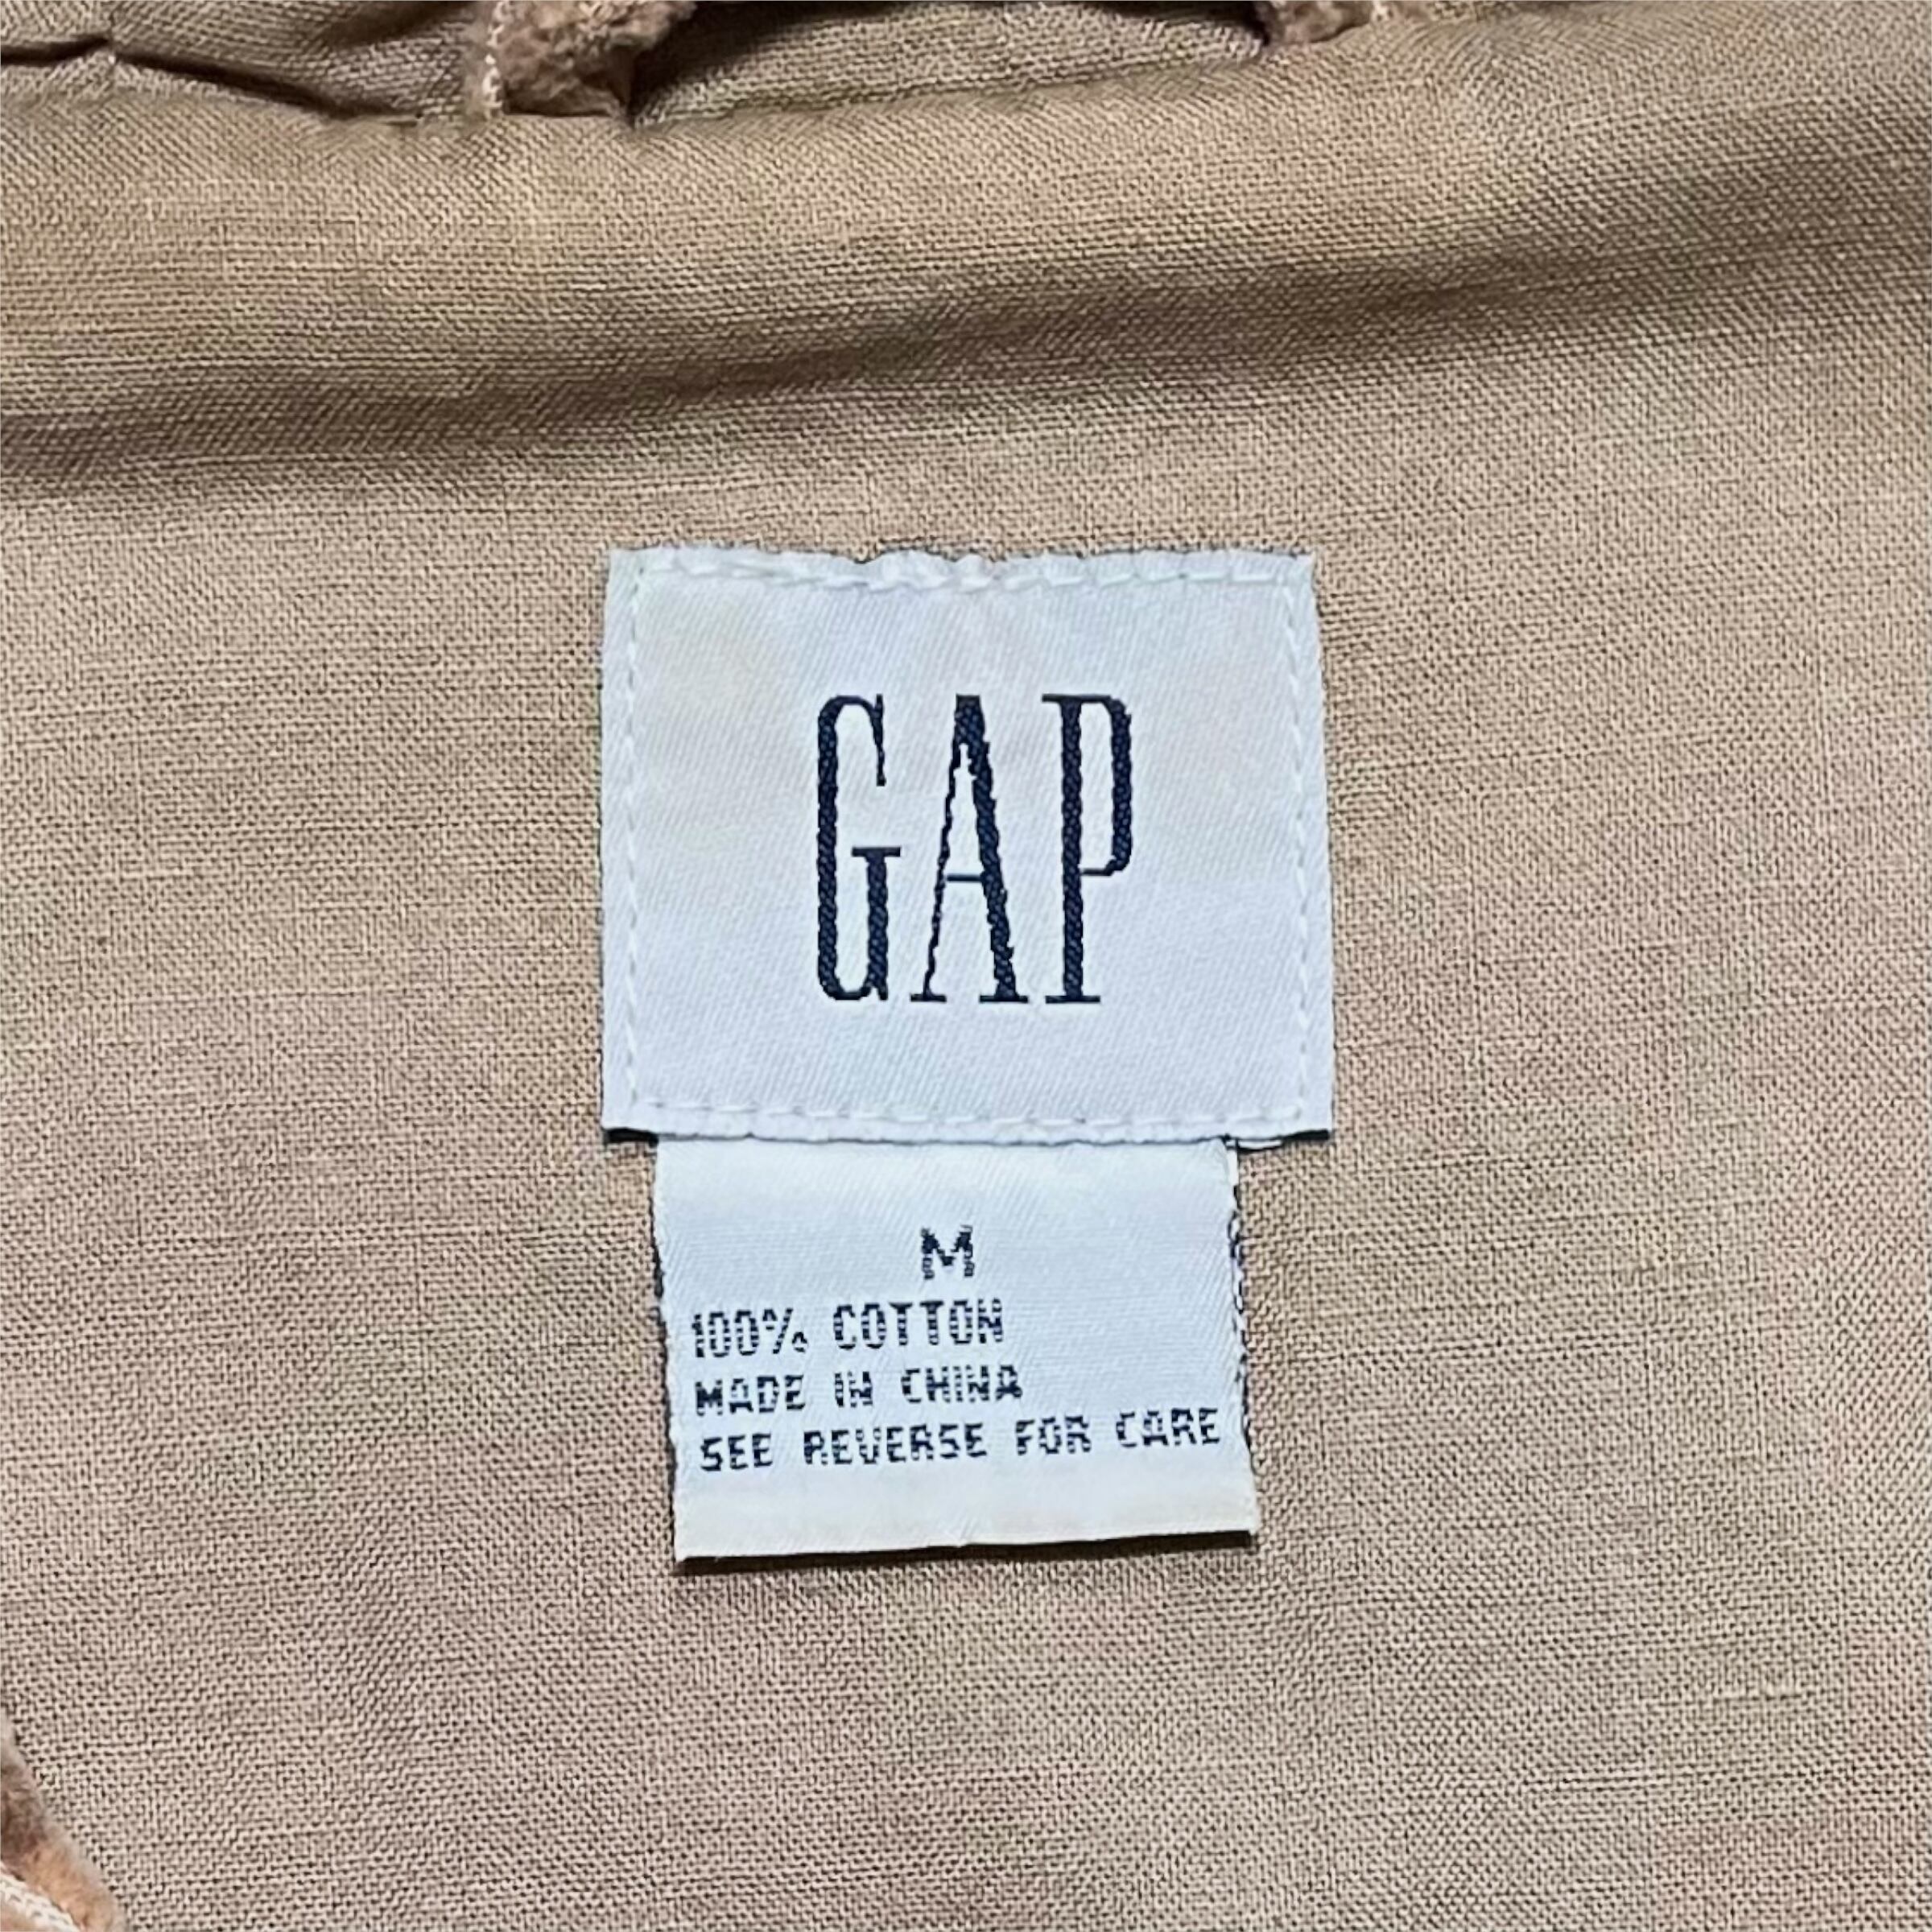 GAP
M
100% COTTON
MADE IN CHINA
SEE REVERSE FOR CARE